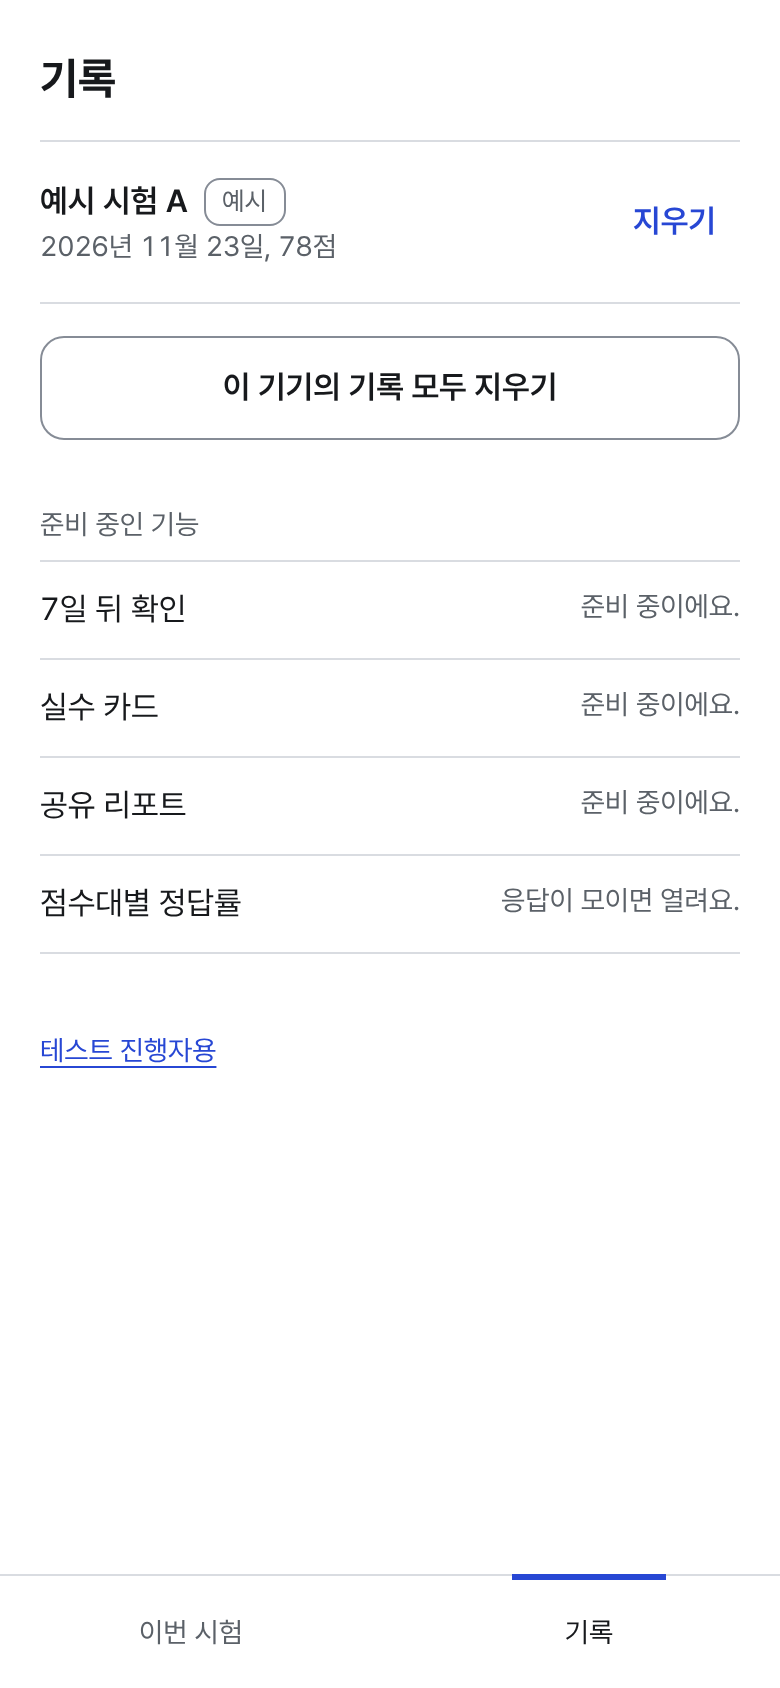 기록
예시 시험 A 예시
2026년 11월 23일, 78점
지우기
이 기기의 기록 모두 지우기
준비 중인 기능
7일 뒤 확인 준비 중이에요.
실수 카드 준비 중이에요.
공유 리포트 준비 중이에요.
점수대별 정답률 응답이 모이면 열려요.
테스트 진행자용
이번 시험 기록